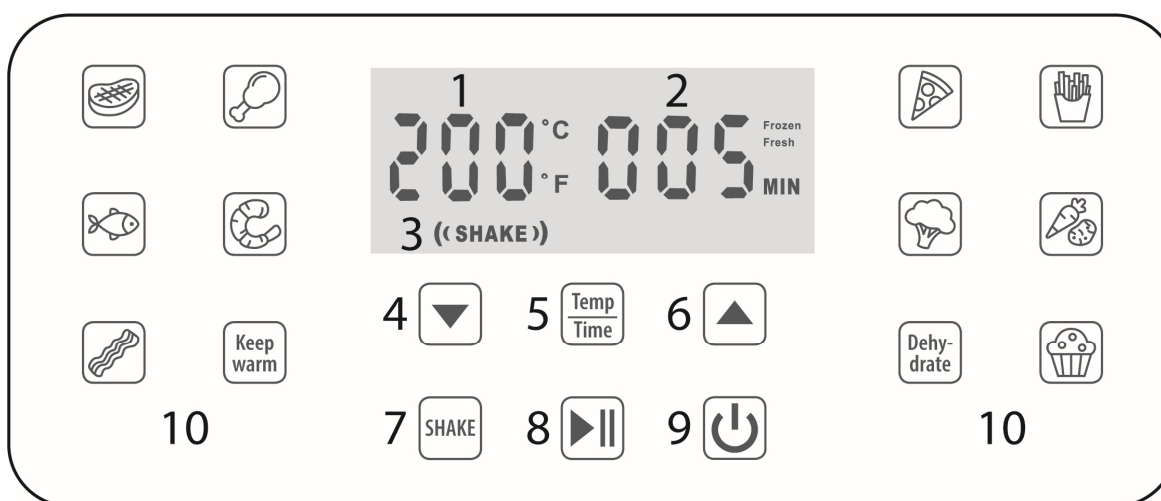 1 2
200 °C 005 Frozen
Fresh
°F MIN
3 ((SHAKE))
4 5 Temp 6
Time
Keep
warm
Dehy-
drate
10 7 SHAKE 8 9 10